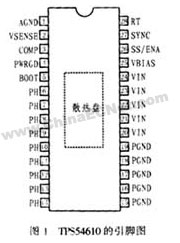 AGND RT
VSENSE SYNC
COMP SS/ENA
PWRGD VBIAS
BOOT VIN
PH VIN
PH VIN
PH VIN
PH VIN
PH PGND
PH PGND
PH PGND
PH PGND
PH PGND
散热盘
图 1 TPS54610 的引脚图